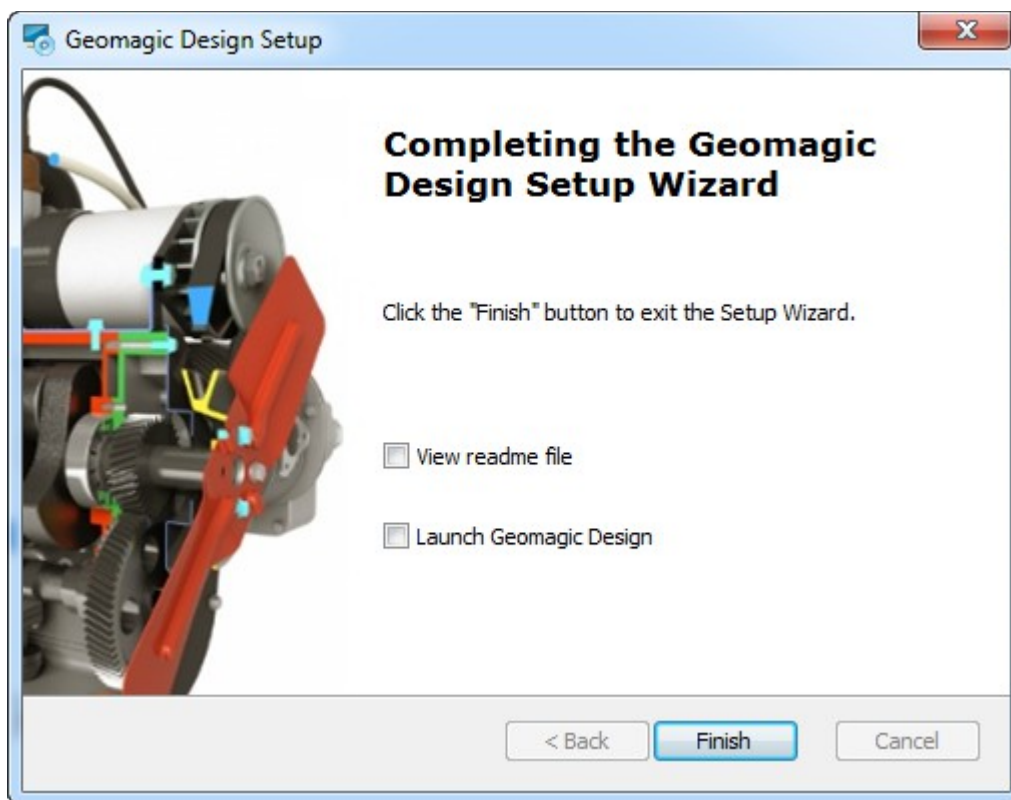 Geomagic Design Setup
Completing the Geomagic
Design Setup Wizard
Click the "Finish" button to exit the Setup Wizard.
View readme file
Launch Geomagic Design
< Back Finish Cancel